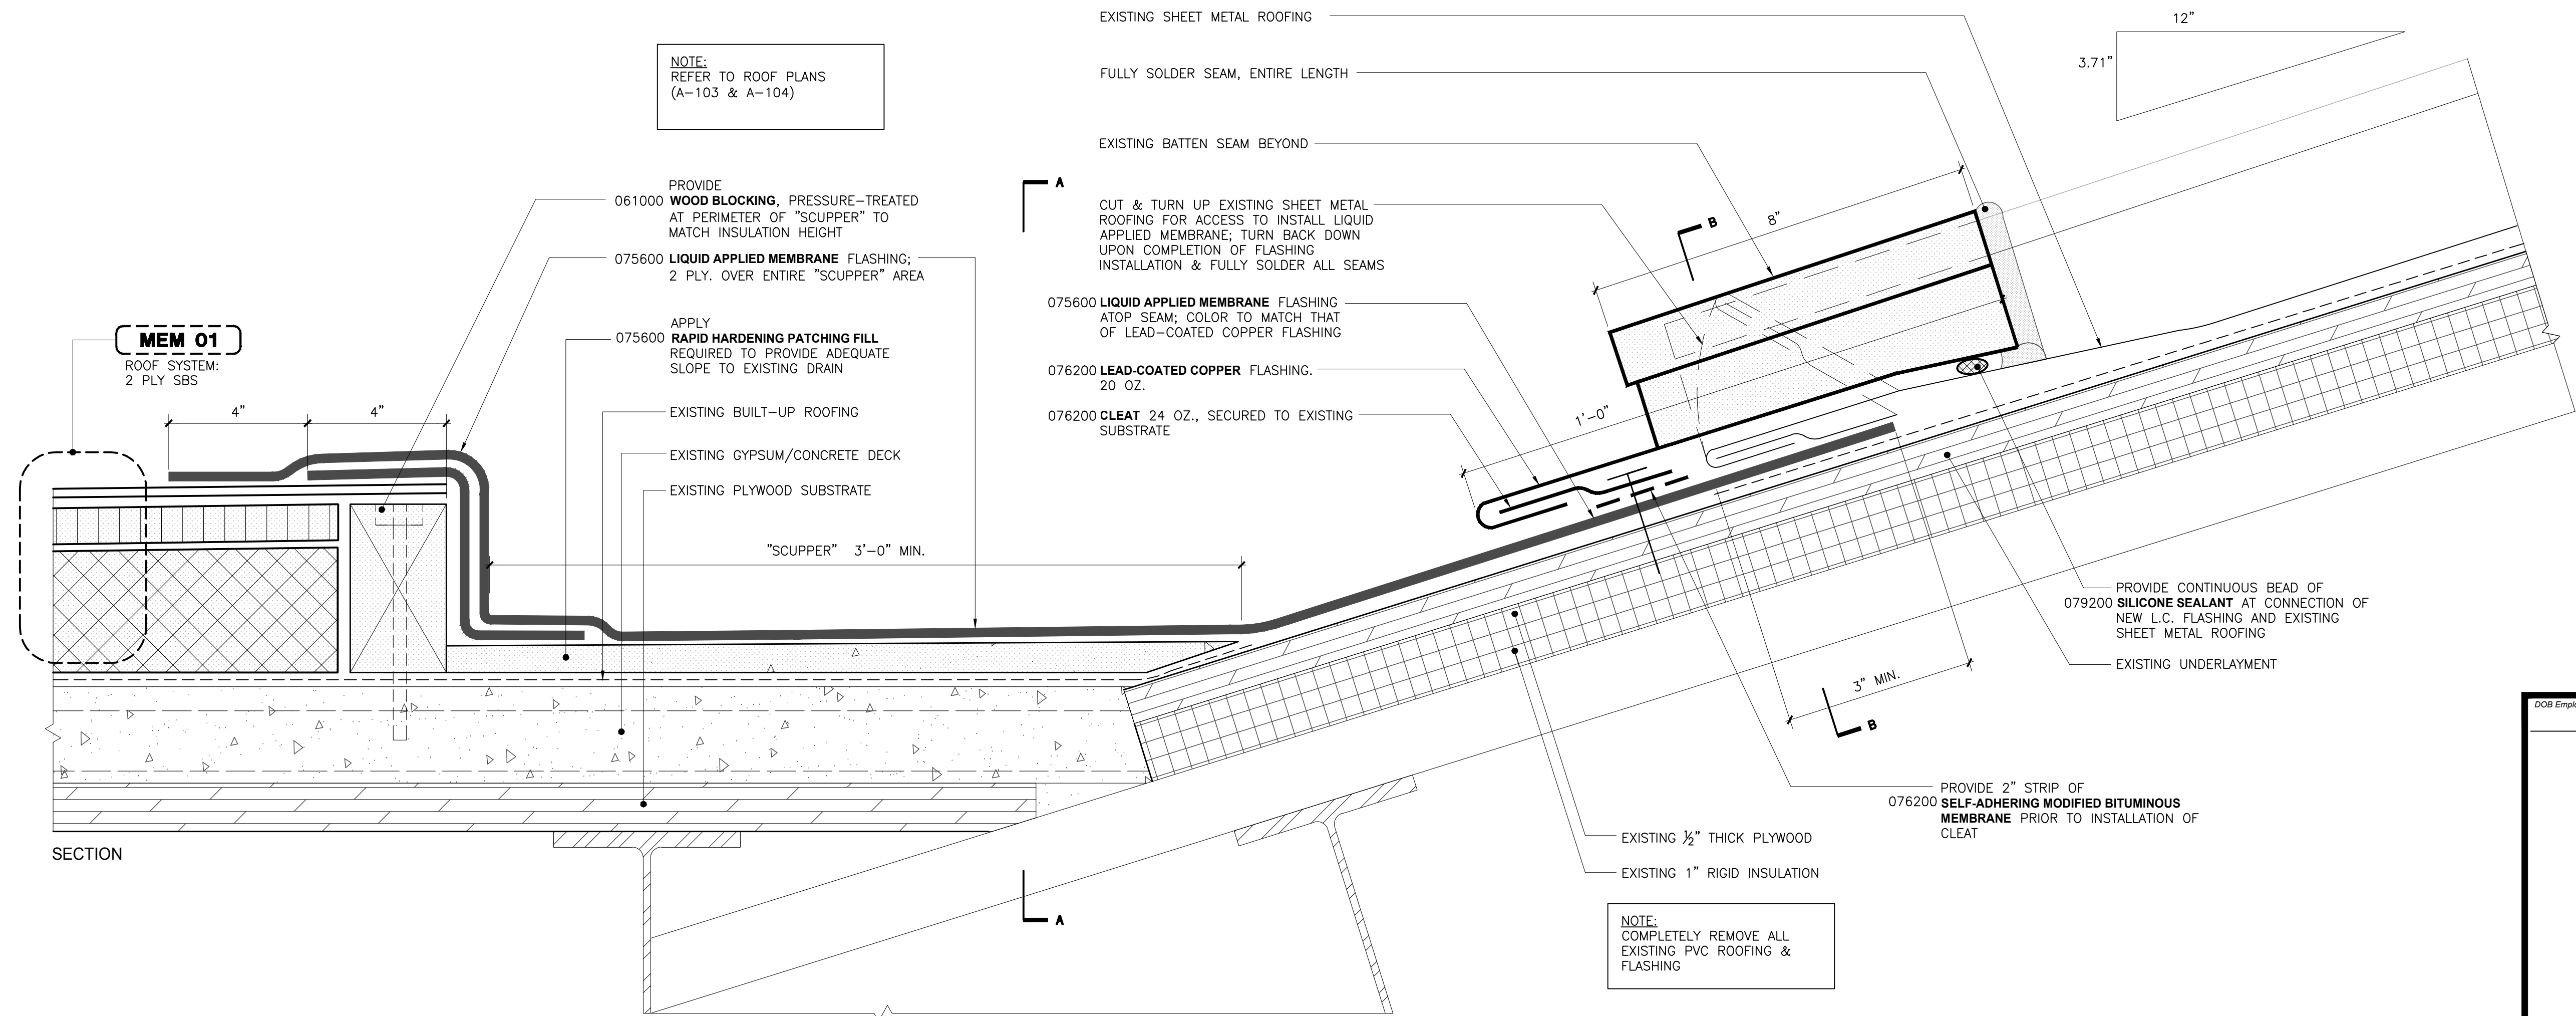 NOTE:
REFER TO ROOF PLANS
(A-103 & A-104)
PROVIDE
061000 WOOD BLOCKING, PRESSURE-TREATED
AT PERIMETER OF "SCUPPER" TO
MATCH INSULATION HEIGHT
075600 LIQUID APPLIED MEMBRANE FLASHING;
2 PLY. OVER ENTIRE "SCUPPER" AREA
APPLY
075600 RAPID HARDENING PATCHING FILL
REQUIRED TO PROVIDE ADEQUATE
SLOPE TO EXISTING DRAIN
EXISTING BUILT-UP ROOFING
EXISTING GYPSUM/CONCRETE DECK
EXISTING PLYWOOD SUBSTRATE
MEM 01
ROOF SYSTEM:
2 PLY SBS
4"
4"
"SCUPPER" 3'-0" MIN.
SECTION
A
A
EXISTING SHEET METAL ROOFING
FULLY SOLDER SEAM, ENTIRE LENGTH
EXISTING BATTEN SEAM BEYOND
CUT & TURN UP EXISTING SHEET METAL
ROOFING FOR ACCESS TO INSTALL LIQUID
APPLIED MEMBRANE; TURN BACK DOWN
UPON COMPLETION OF FLASHING
INSTALLATION & FULLY SOLDER ALL SEAMS
075600 LIQUID APPLIED MEMBRANE FLASHING
ATOP SEAM; COLOR TO MATCH THAT
OF LEAD-COATED COPPER FLASHING
076200 LEAD-COATED COPPER FLASHING.
20 OZ.
076200 CLEAT 24 OZ., SECURED TO EXISTING
SUBSTRATE
12"
3.71"
B
8"
1'-0"
3" MIN.
B
PROVIDE CONTINUOUS BEAD OF
079200 SILICONE SEALANT AT CONNECTION OF
NEW L.C. FLASHING AND EXISTING
SHEET METAL ROOFING
EXISTING UNDERLAYMENT
PROVIDE 2" STRIP OF
076200 SELF-ADHERING MODIFIED BITUMINOUS
MEMBRANE PRIOR TO INSTALLATION OF
CLEAT
EXISTING ½" THICK PLYWOOD
EXISTING 1" RIGID INSULATION
NOTE:
COMPLETELY REMOVE ALL
EXISTING PVC ROOFING &
FLASHING
DOB